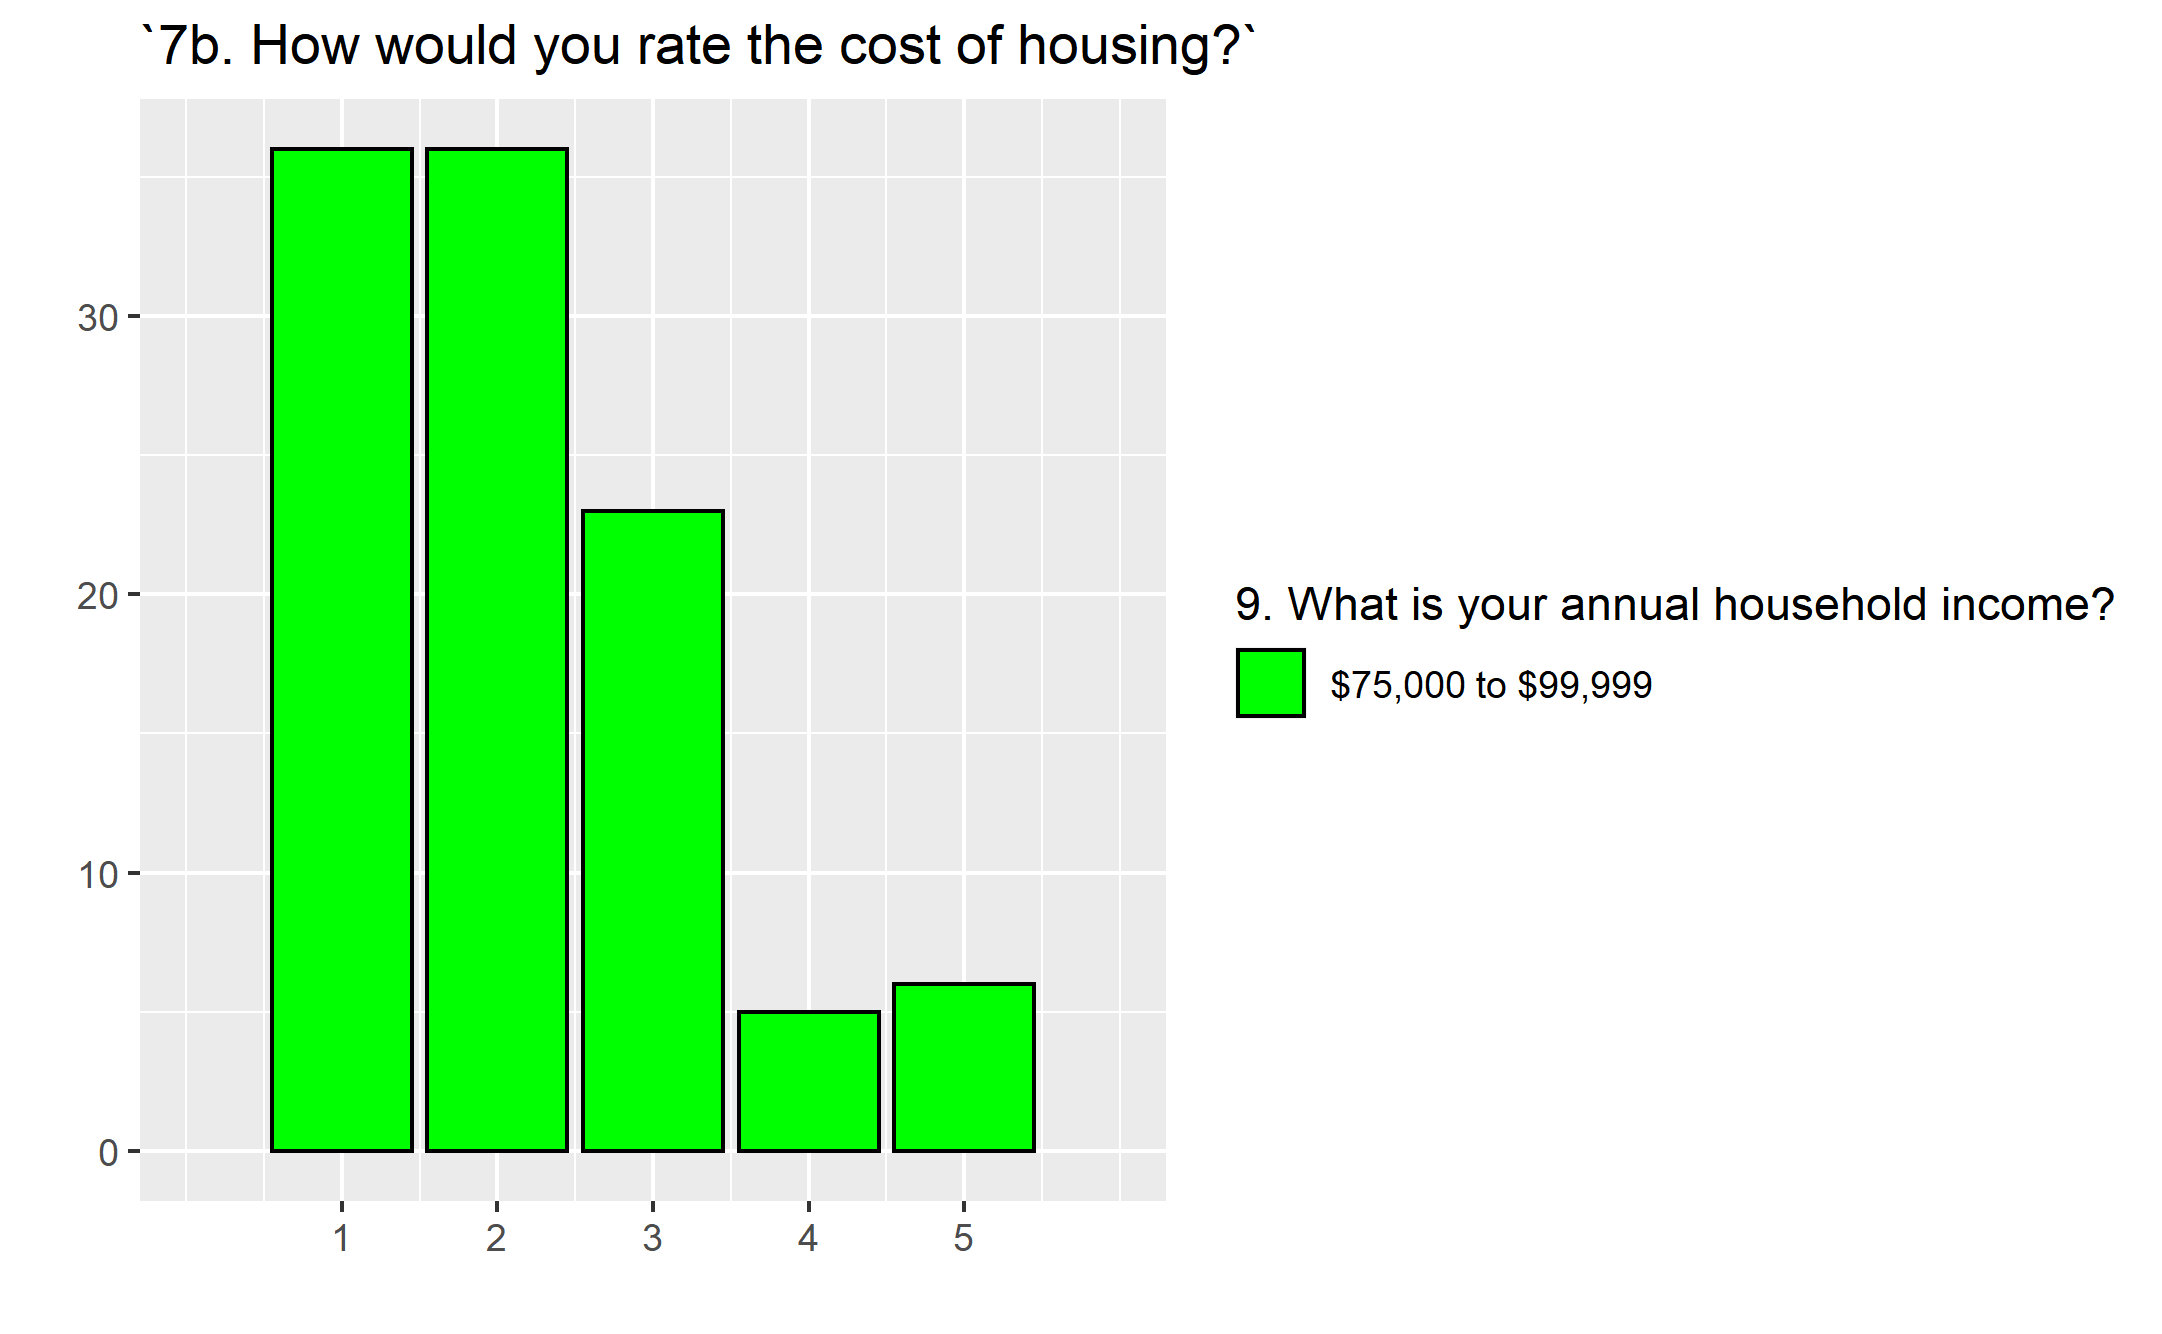 `7b. How would you rate the cost of housing?`
30
20
10
0
1 2 3 4 5
9. What is your annual household income?
$75,000 to $99,999